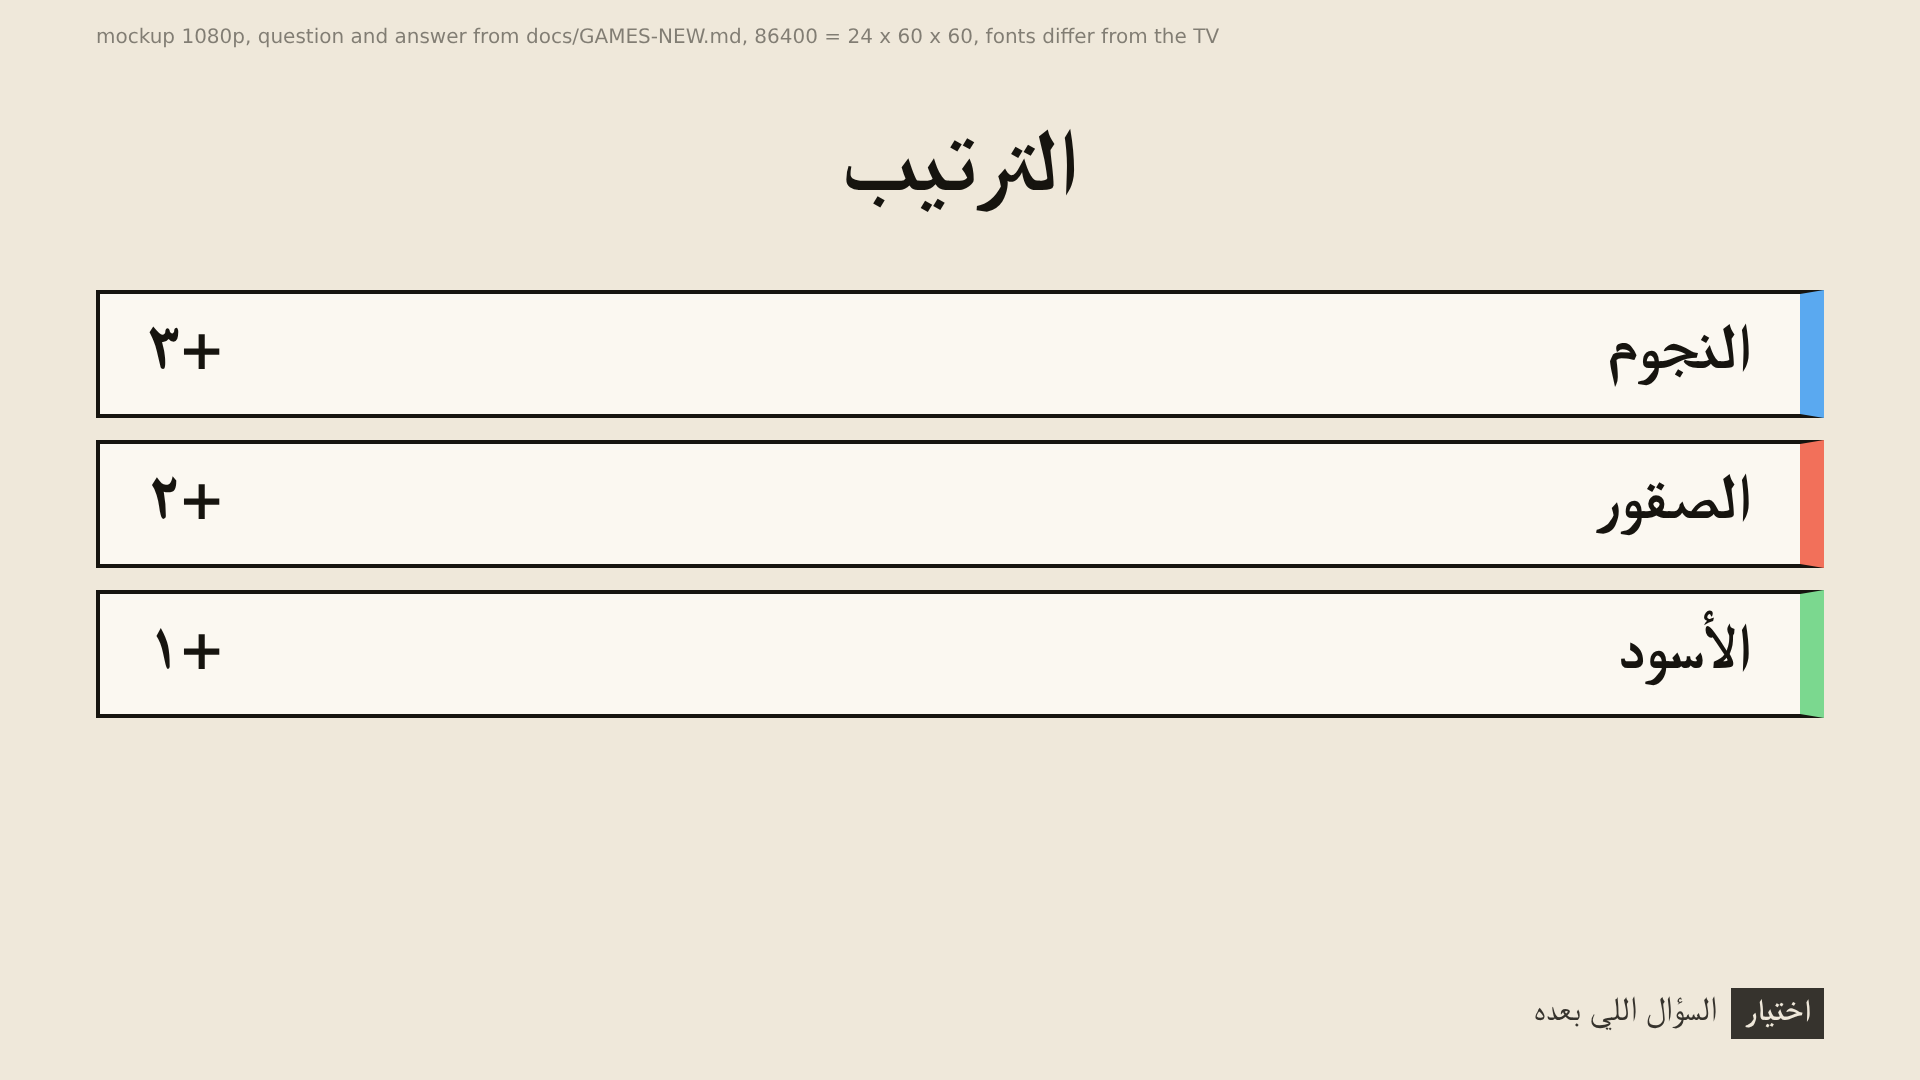 mockup 1080p, question and answer from docs/GAMES-NEW.md, 86400 = 24 x 60 x 60, fonts differ from the TV
الترتيب
النجوم +٣
الصقور +٢
الأسود +١
اختيار السؤال اللي بعده